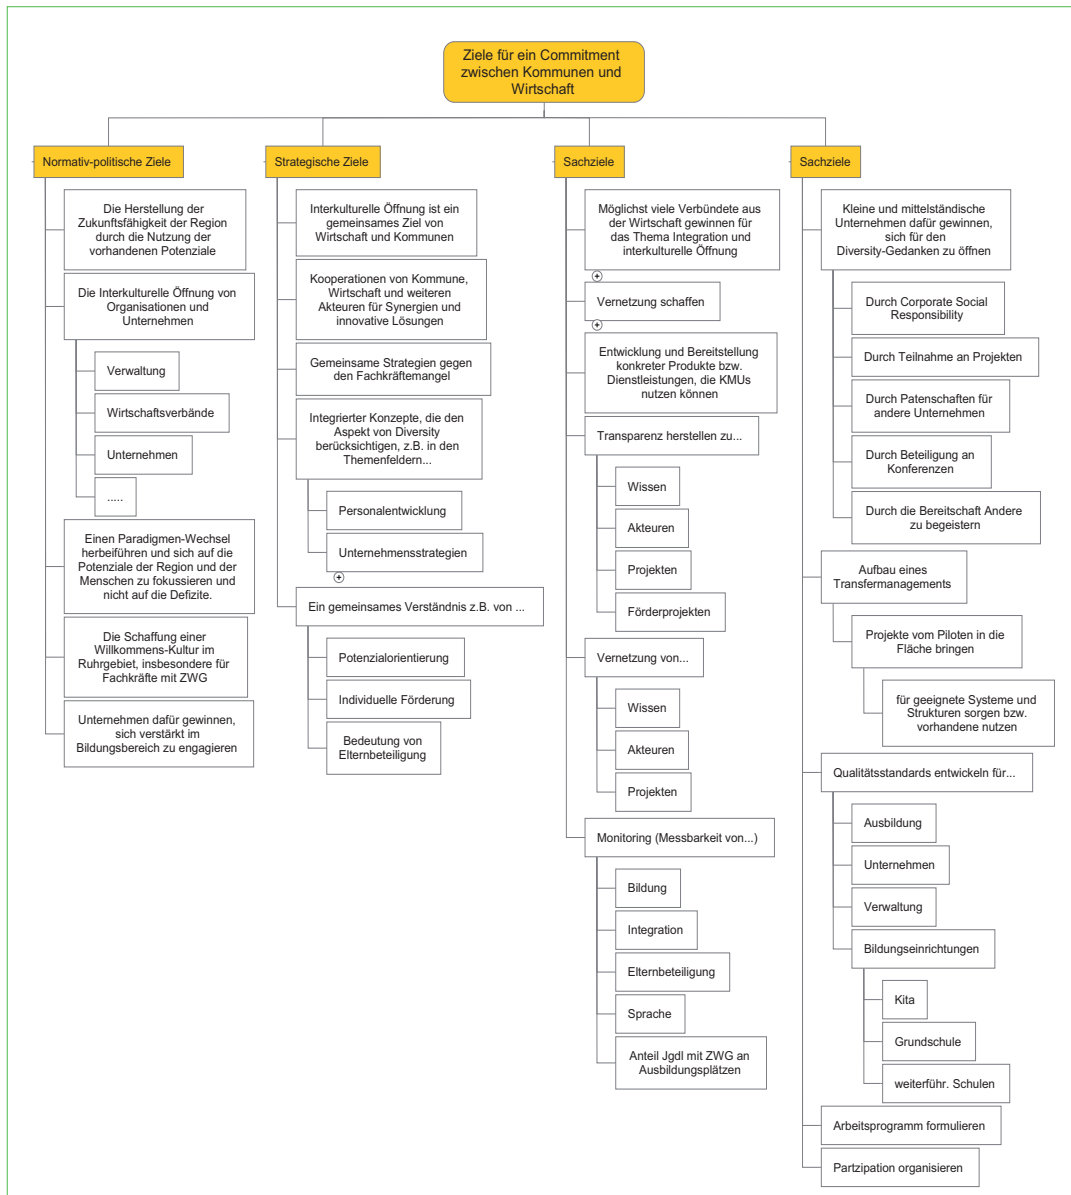 Ziele für ein Commitment
zwischen Kommunen und
Wirtschaft
Normativ-politische Ziele
Die Herstellung der
Zukunftsfähigkeit der Region
durch die Nutzung der
vorhandenen Potenziale
Die Interkulturelle Öffnung von
Organisationen und
Unternehmen
Verwaltung
Wirtschaftsverbände
Unternehmen
.....
Einen Paradigmen-Wechsel
herbeiführen und sich auf die
Potenziale der Region und der
Menschen zu fokussieren und
nicht auf die Defizite.
Die Schaffung einer
Willkommens-Kultur im
Ruhrgebiet, insbesondere für
Fachkräfte mit ZWG
Unternehmen dafür gewinnen,
sich verstärkt im
Bildungsbereich zu engagieren
Strategische Ziele
Interkulturelle Öffnung ist ein
gemeinsames Ziel von
Wirtschaft und Kommunen
Kooperationen von Kommune,
Wirtschaft und weiteren
Akteuren für Synergien und
innovative Lösungen
Gemeinsame Strategien gegen
den Fachkräftemangel
Integrierter Konzepte, die den
Aspekt von Diversity
berücksichtigen, z.B. in den
Themenfeldern...
Personalentwicklung
Unternehmensstrategien
Ein gemeinsames Verständnis z.B. von ...
Potenzialorientierung
Individuelle Förderung
Bedeutung von
Elternbeteiligung
Sachziele
Möglichst viele Verbündete aus
der Wirtschaft gewinnen für
das Thema Integration und
interkulturelle Öffnung
Vernetzung schaffen
Entwicklung und Bereitstellung
konkreter Produkte bzw.
Dienstleistungen, die KMUs
nutzen können
Transparenz herstellen zu...
Wissen
Akteuren
Projekten
Förderprojekten
Vernetzung von...
Wissen
Akteuren
Projekten
Monitoring (Messbarkeit von...)
Bildung
Integration
Elternbeteiligung
Sprache
Anteil Jgdl mit ZWG an
Ausbildungsplätzen
Sachziele
Kleine und mittelständische
Unternehmen dafür gewinnen,
sich für den
Diversity-Gedanken zu öffnen
Durch Corporate Social
Responsibility
Durch Teilnahme an Projekten
Durch Patenschaften für
andere Unternehmen
Durch Beteiligung an
Konferenzen
Durch die Bereitschaft Andere
zu begeistern
Aufbau eines
Transfermanagements
Projekte vom Piloten in die
Fläche bringen
für geeignete Systeme und
Strukturen sorgen bzw.
vorhandene nutzen
Qualitätsstandards entwickeln für...
Ausbildung
Unternehmen
Verwaltung
Bildungseinrichtungen
Kita
Grundschule
weiterführ. Schulen
Arbeitsprogramm formulieren
Partzipation organisieren